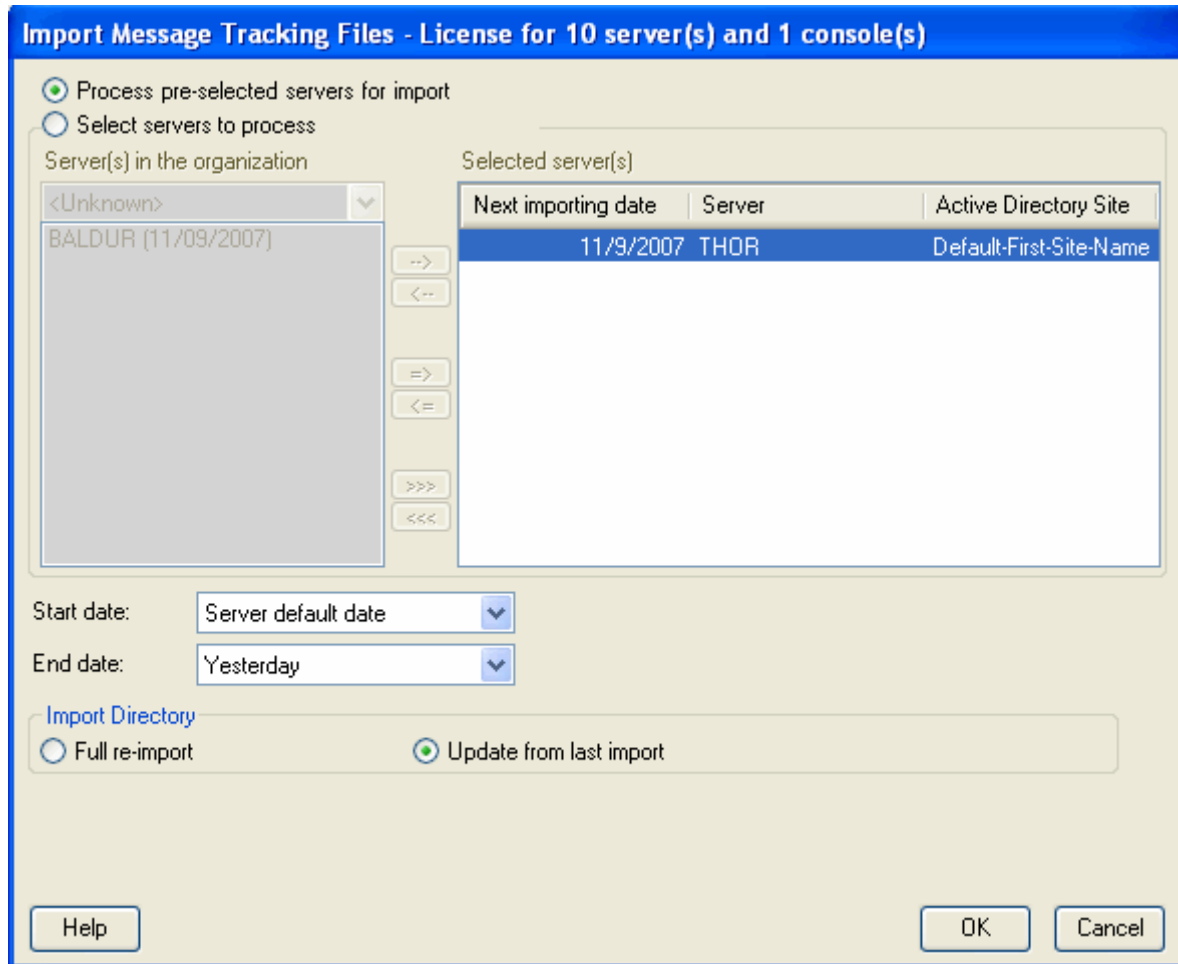 Import Message Tracking Files - License for 10 server(s) and 1 console(s)
Process pre-selected servers for import
Select servers to process
Server(s) in the organization
Selected server(s)
<Unknown>
Next importing date Server Active Directory Site
BALDUR (11/09/2007)
11/9/2007 THOR Default-First-Site-Name
-->
<--
=>
<=
>>>
<<<
Start date: Server default date
End date: Yesterday
Import Directory
Full re-import Update from last import
Help OK Cancel